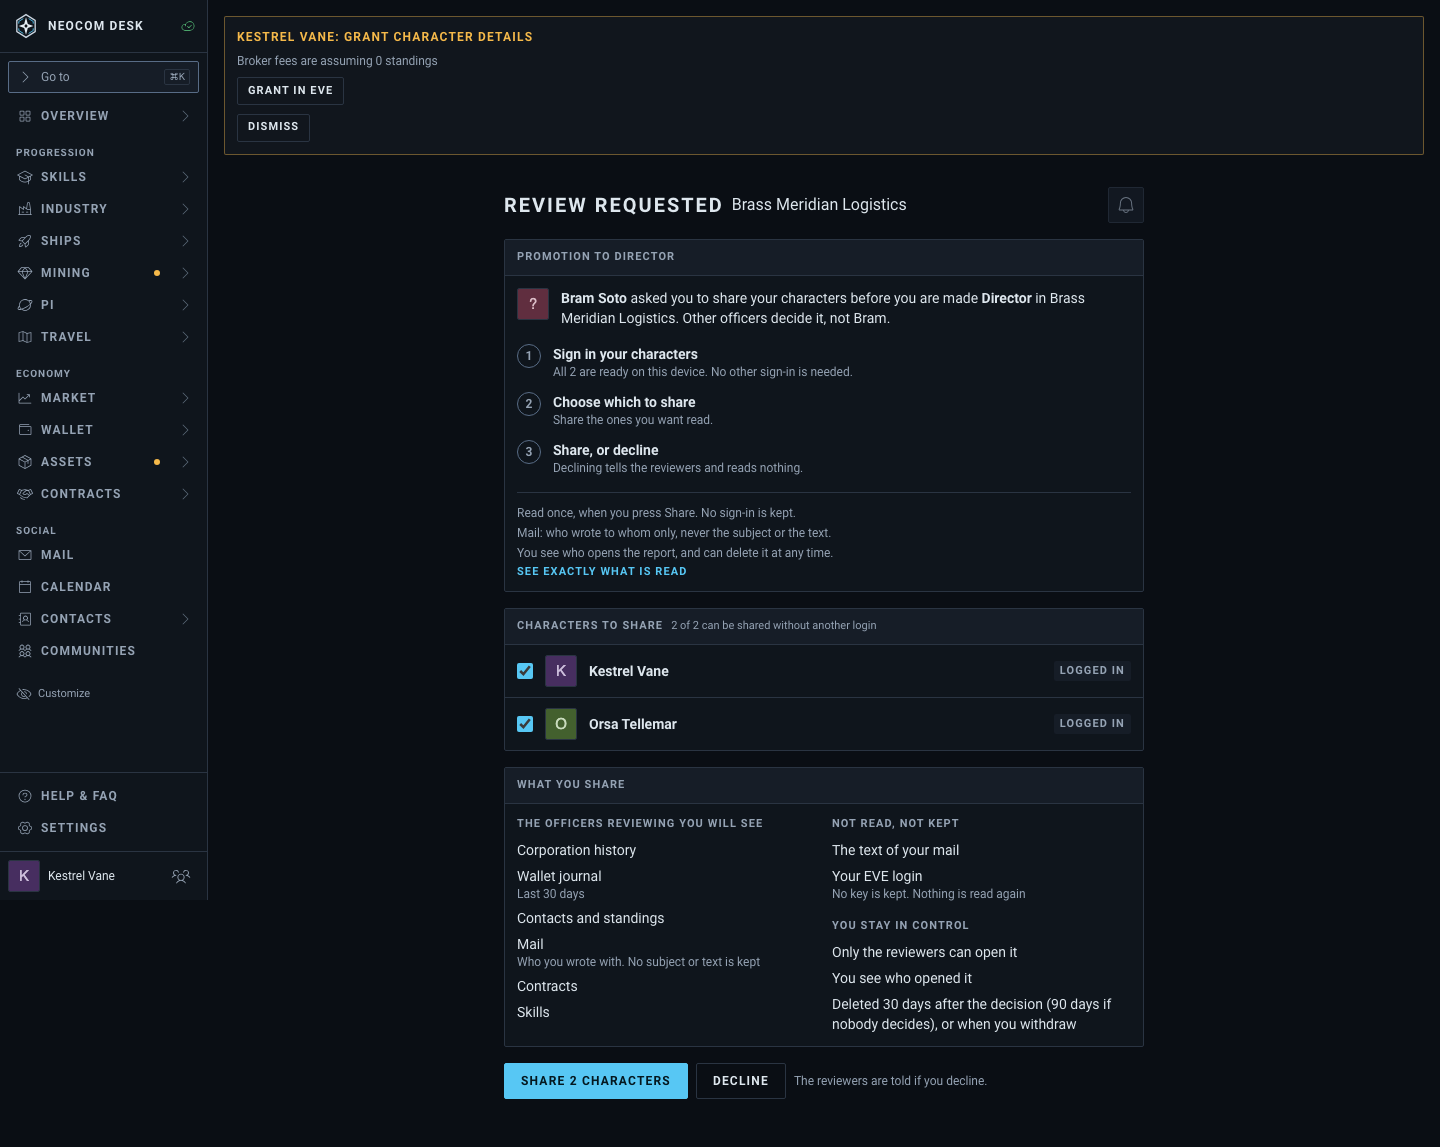 NEOCOM DESK
Go to
⌘K
OVERVIEW
PROGRESSION
SKILLS
INDUSTRY
SHIPS
MINING
PI
TRAVEL
ECONOMY
MARKET
WALLET
ASSETS
CONTRACTS
SOCIAL
MAIL
CALENDAR
CONTACTS
COMMUNITIES
Customize
HELP & FAQ
SETTINGS
K
Kestrel Vane
KESTREL VANE: GRANT CHARACTER DETAILS
Broker fees are assuming 0 standings
GRANT IN EVE
DISMISS
REVIEW REQUESTED Brass Meridian Logistics
PROMOTION TO DIRECTOR
?
Bram Soto asked you to share your characters before you are made Director in Brass
Meridian Logistics. Other officers decide it, not Bram.
1
Sign in your characters
All 2 are ready on this device. No other sign-in is needed.
2
Choose which to share
Share the ones you want read.
3
Share, or decline
Declining tells the reviewers and reads nothing.
Read once, when you press Share. No sign-in is kept.
Mail: who wrote to whom only, never the subject or the text.
You see who opens the report, and can delete it at any time.
SEE EXACTLY WHAT IS READ
CHARACTERS TO SHARE 2 of 2 can be shared without another login
K Kestrel Vane LOGGED IN
O Orsa Tellemar LOGGED IN
WHAT YOU SHARE
THE OFFICERS REVIEWING YOU WILL SEE
Corporation history
Wallet journal
Last 30 days
Contacts and standings
Mail
Who you wrote with. No subject or text is kept
Contracts
Skills
NOT READ, NOT KEPT
The text of your mail
Your EVE login
No key is kept. Nothing is read again
YOU STAY IN CONTROL
Only the reviewers can open it
You see who opened it
Deleted 30 days after the decision (90 days if
nobody decides), or when you withdraw
SHARE 2 CHARACTERS
DECLINE
The reviewers are told if you decline.